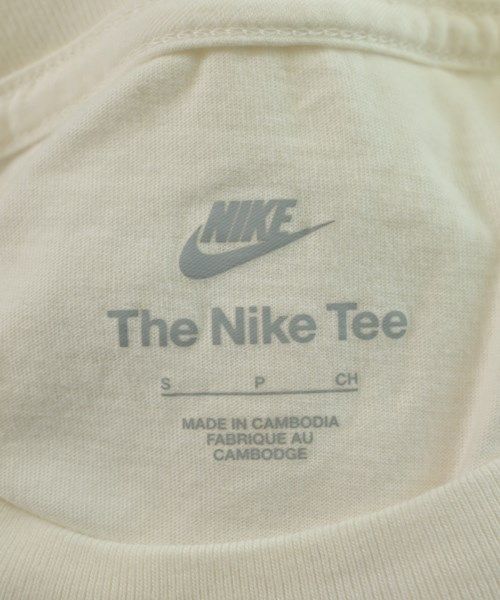 NIKE
The Nike Tee
S P CH
MADE IN CAMBODIA
FABRIQUE AU
CAMBODGE